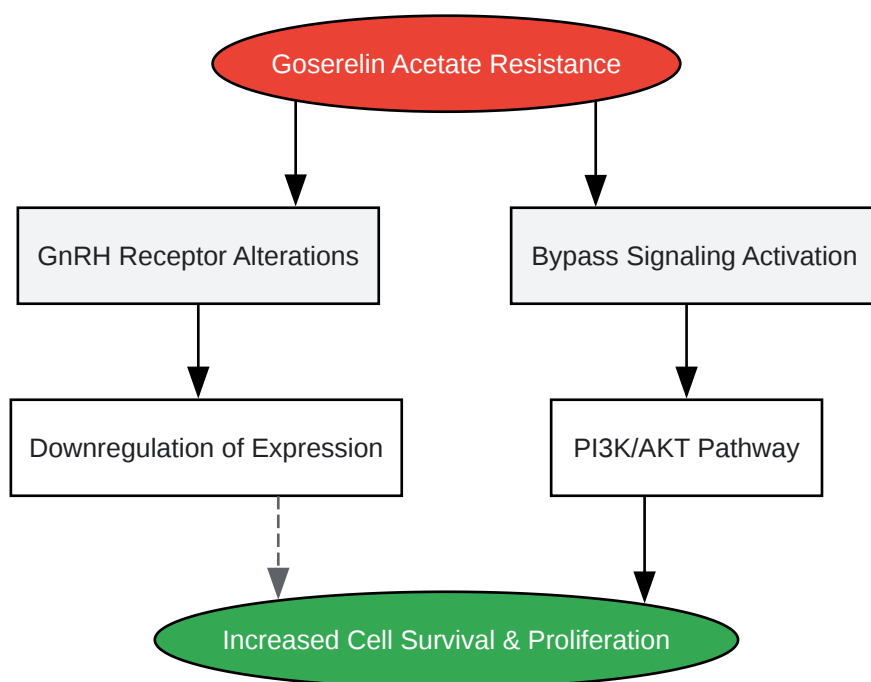 Goserelin Acetate Resistance
GnRH Receptor Alterations
Bypass Signaling Activation
Downregulation of Expression
PI3K/AKT Pathway
Increased Cell Survival & Proliferation